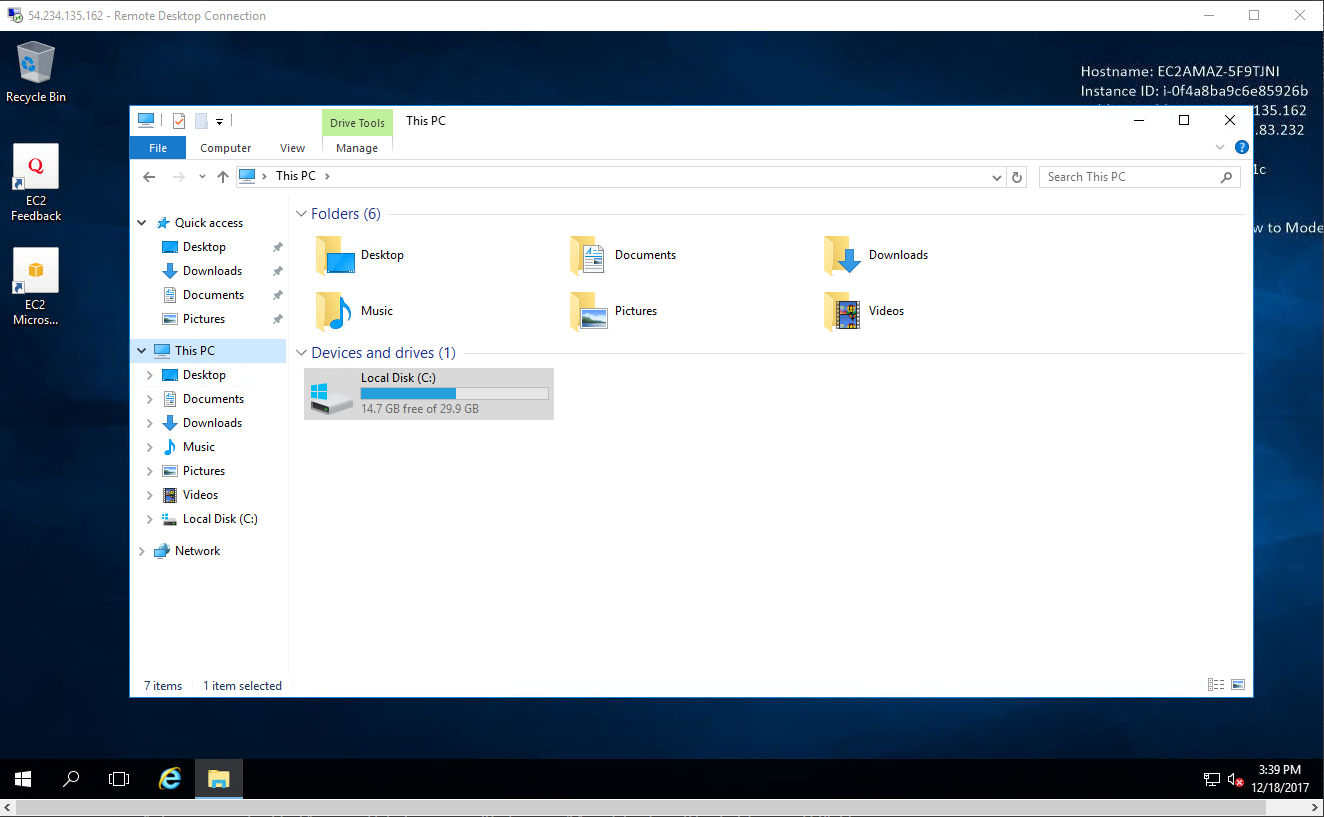 54.234.135.162 - Remote Desktop Connection
Recycle Bin
Hostname: EC2AMAZ-5F9TJNI
Instance ID: i-0f4a8ba9c6e85926b
135.162
.83.232
1c
w to Mode
EC2
Feedback
EC2
Micros...
Drive Tools
This PC
File
Computer
View
Manage
This PC
Search This PC
Quick access
Desktop
Downloads
Documents
Pictures
This PC
Desktop
Documents
Downloads
Music
Pictures
Videos
Local Disk (C:)
Network
Folders (6)
Desktop
Documents
Downloads
Music
Pictures
Videos
Devices and drives (1)
Local Disk (C:)
14.7 GB free of 29.9 GB
7 items
1 item selected
3:39 PM
12/18/2017